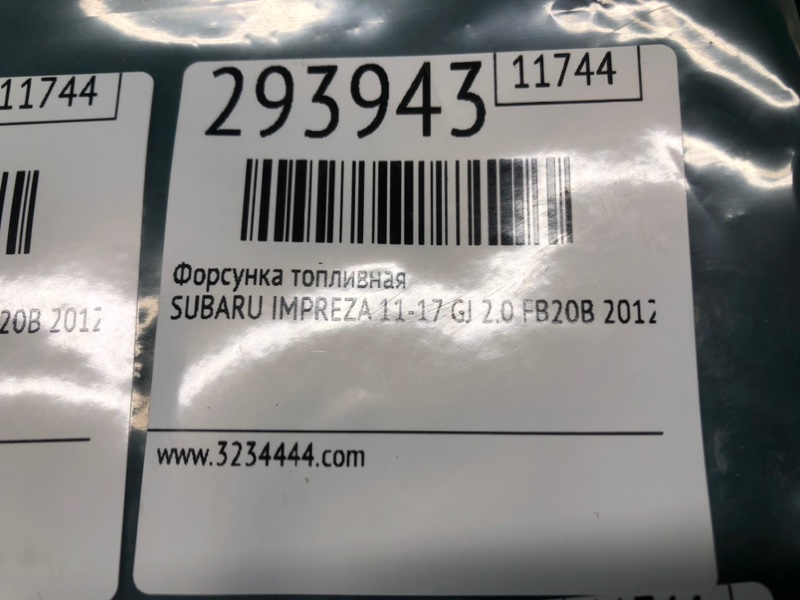 11744
20B 2012
293943
11744
Форсунка топливная
SUBARU IMPREZA 11-17 GJ 2.0 FB20B 2012
www.3234444.com